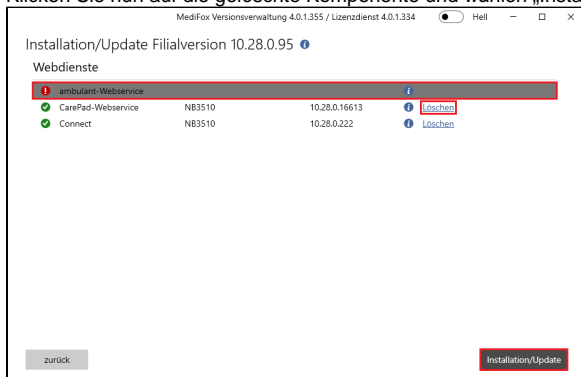 Klicken Sie nun auf die gelöschte Komponente und wählen „Insta
MediFox Versionsverwaltung 4.0.1.355 / Lizenzdienst 4.0.1.334 Hell
Installation/Update Filialversion 10.28.0.95
Webdienste
ambulant-Webservice
CarePad-Webservice NB3510 10.28.0.16613 Löschen
Connect NB3510 10.28.0.222 Löschen
zurück Installation/Update